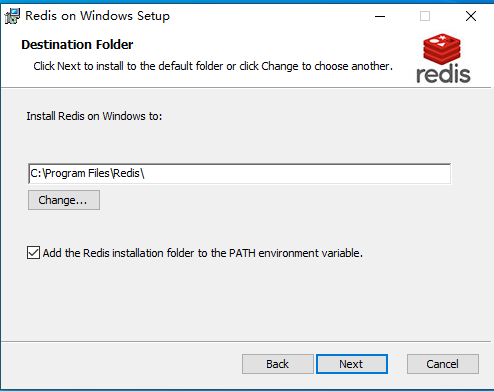 Redis on Windows Setup
Destination Folder
Click Next to install to the default folder or click Change to choose another.
redis
Install Redis on Windows to:
C:\Program Files\Redis\
Change...
Add the Redis installation folder to the PATH environment variable.
Back
Next
Cancel